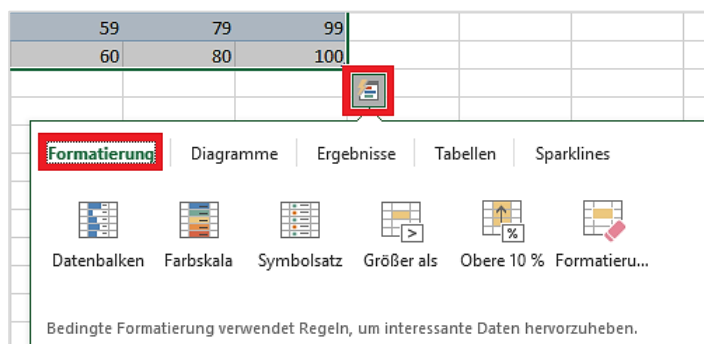 59 79 99
60 80 100
Formatierung Diagramme Ergebnisse Tabellen Sparklines
Datenbalken Farbskala Symbolsatz Größer als Obere 10 % Formatieru...
Bedingte Formatierung verwendet Regeln, um interessante Daten hervorzuheben.